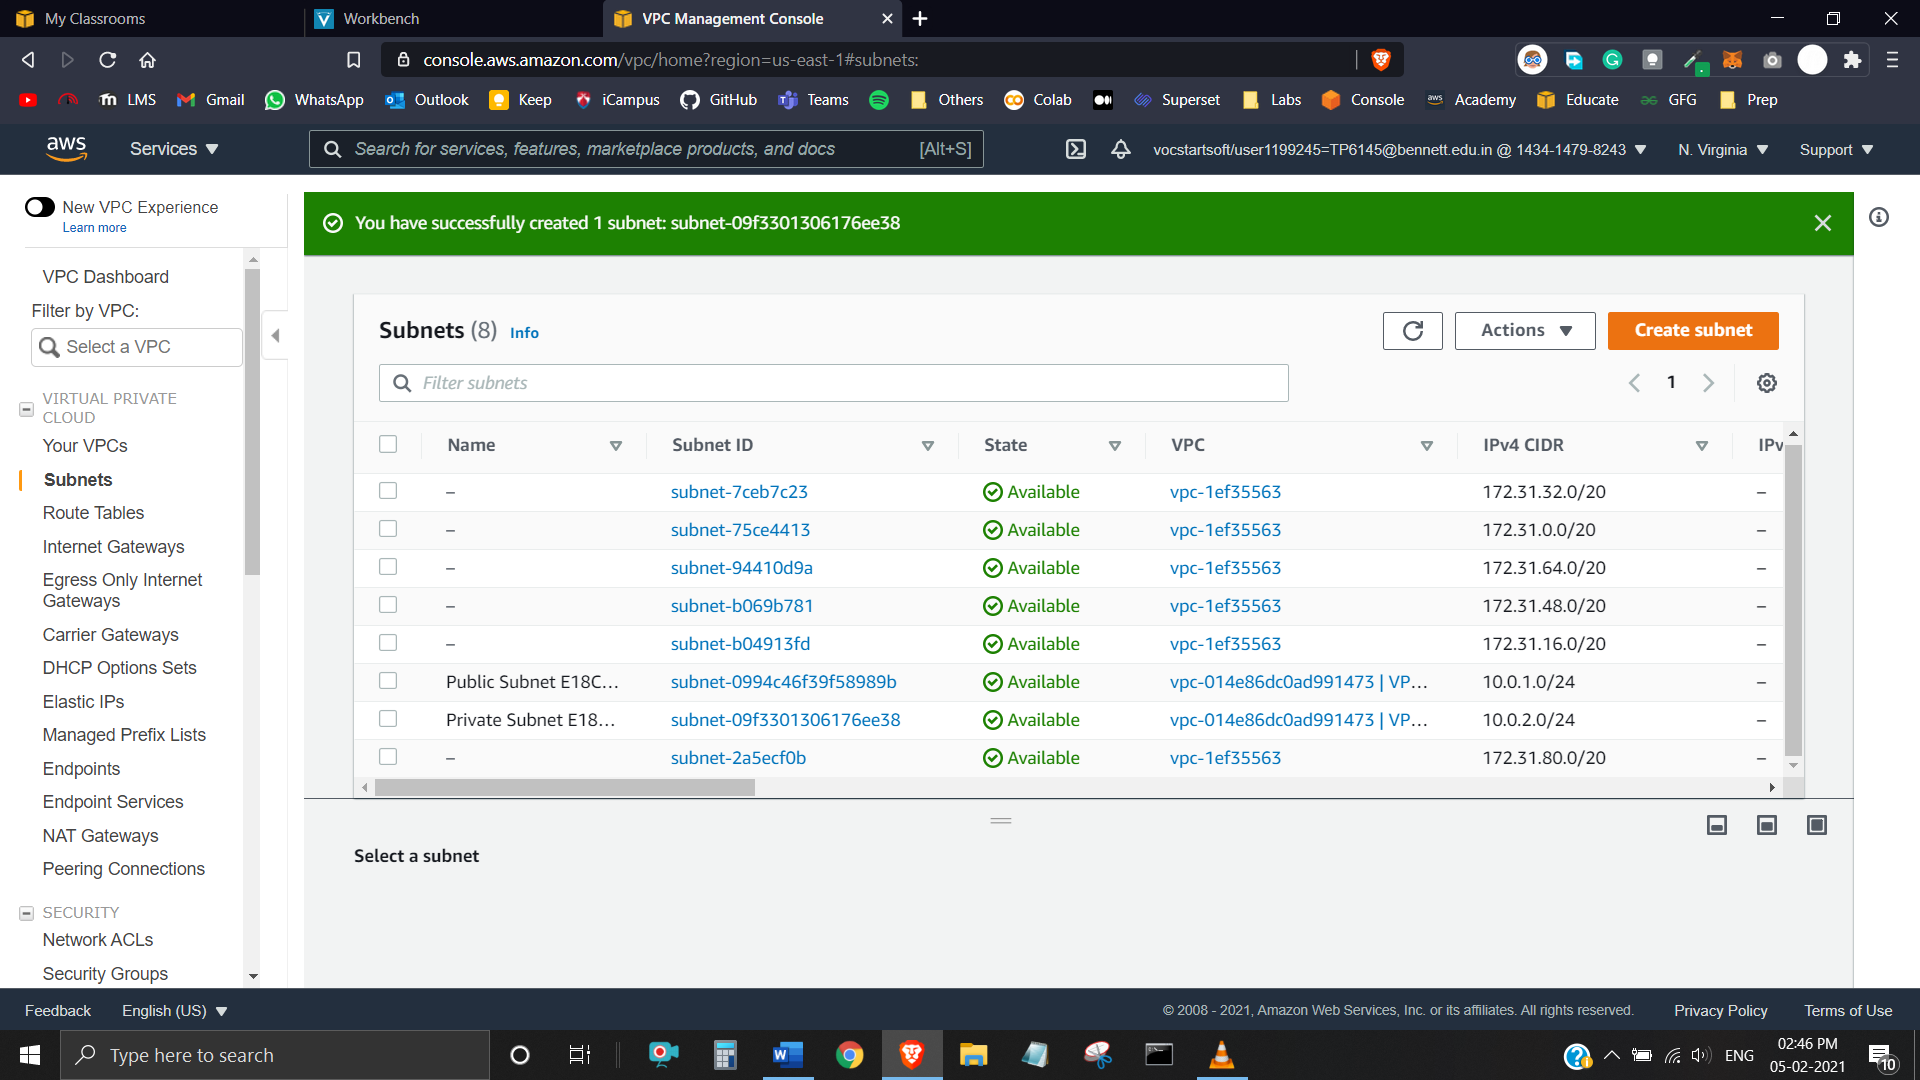 My Classrooms
Workbench
VPC Management Console
console.aws.amazon.com/vpc/home?region=us-east-1#subnets:
LMS
Gmail
WhatsApp
Outlook
Keep
iCampus
GitHub
Teams
Others
Colab
Superset
Labs
Console
aws
Academy
Educate
GFG
Prep
aws
Services
Search for services, features, marketplace products, and docs
[Alt+S]
vocstartsoft/user1199245=TP6145@bennett.edu.in @ 1434-1479-8243
N. Virginia
Support
New VPC Experience
Learn more
VPC Dashboard
Filter by VPC:
Select a VPC
VIRTUAL PRIVATE
CLOUD
Your VPCs
Subnets
Route Tables
Internet Gateways
Egress Only Internet
Gateways
Carrier Gateways
DHCP Options Sets
Elastic IPs
Managed Prefix Lists
Endpoints
Endpoint Services
NAT Gateways
Peering Connections
SECURITY
Network ACLs
Security Groups
You have successfully created 1 subnet: subnet-09f3301306176ee38
Subnets (8) Info
Actions
Create subnet
Filter subnets
1
Name Subnet ID State VPC IPv4 CIDR IPv
– subnet-7ceb7c23 Available vpc-1ef35563 172.31.32.0/20 –
– subnet-75ce4413 Available vpc-1ef35563 172.31.0.0/20 –
– subnet-94410d9a Available vpc-1ef35563 172.31.64.0/20 –
– subnet-b069b781 Available vpc-1ef35563 172.31.48.0/20 –
– subnet-b04913fd Available vpc-1ef35563 172.31.16.0/20 –
Public Subnet E18C... subnet-0994c46f39f58989b Available vpc-014e86dc0ad991473 | VP... 10.0.1.0/24 –
Private Subnet E18... subnet-09f3301306176ee38 Available vpc-014e86dc0ad991473 | VP... 10.0.2.0/24 –
– subnet-2a5ecf0b Available vpc-1ef35563 172.31.80.0/20 –
Select a subnet
Feedback
English (US)
© 2008 - 2021, Amazon Web Services, Inc. or its affiliates. All rights reserved.
Privacy Policy
Terms of Use
Type here to search
ENG
02:46 PM
05-02-2021
10